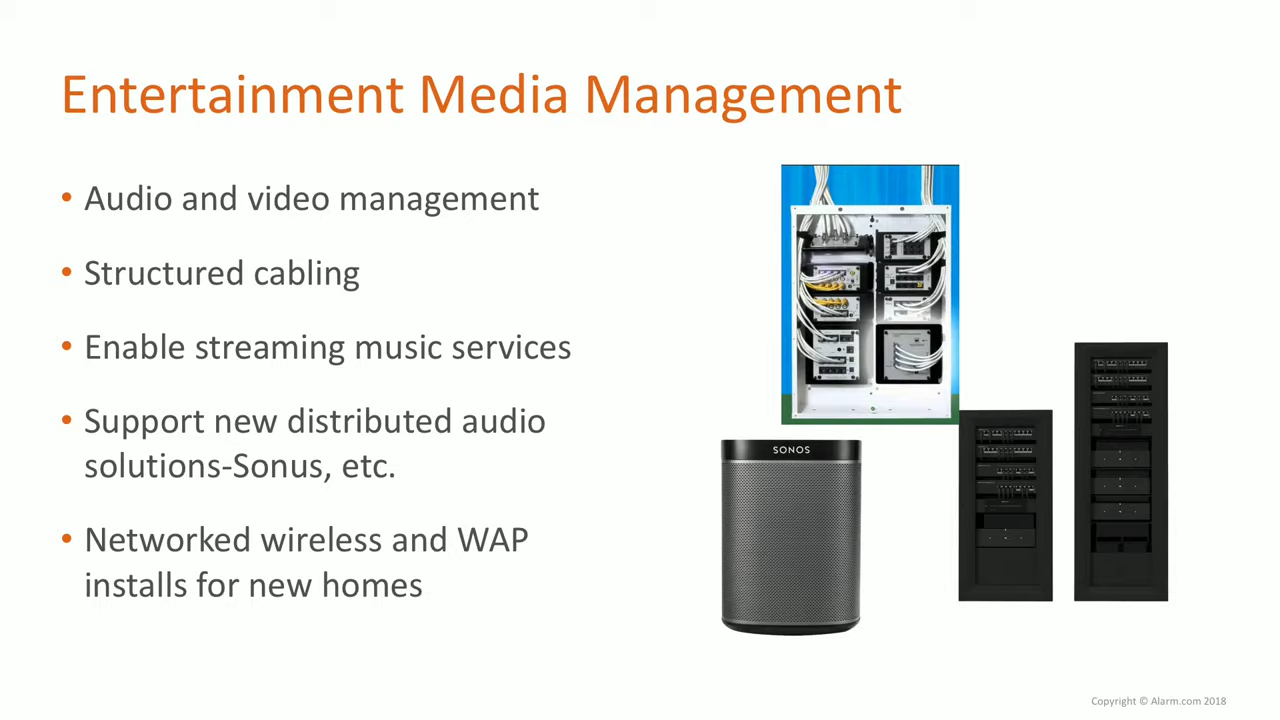 Entertainment Media Management
• Audio and video management
• Structured cabling
• Enable streaming music services
• Support new distributed audio
solutions-Sonus, etc.
• Networked wireless and WAP
installs for new homes
SONOS
Copyright © Alarm.com 2018